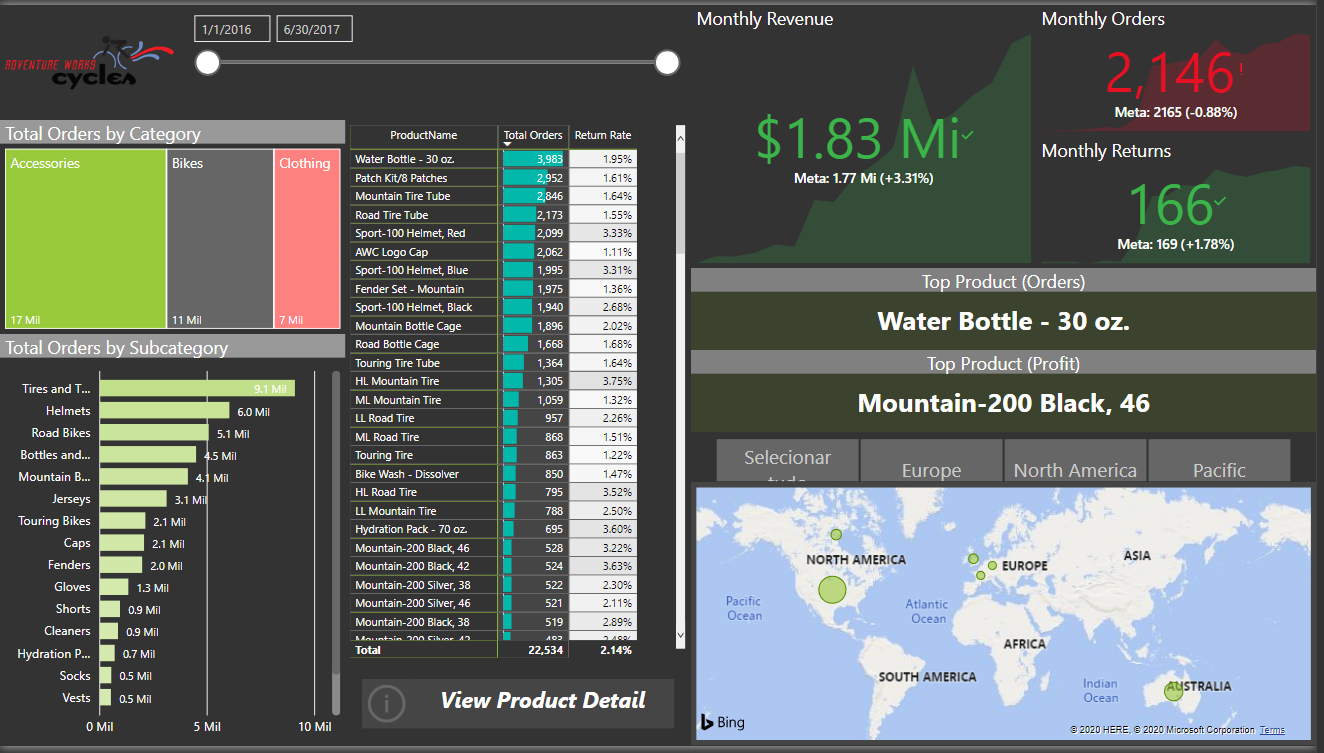 1/1/2016
6/30/2017
ADVENTURE WORKS
cycles
Total Orders by Category
Accessories
17 Mil
Bikes
11 Mil
Clothing
7 Mil
Total Orders by Subcategory
Tires and T... 9.1 Mil
Helmets 6.0 Mil
Road Bikes 5.1 Mil
Bottles and... 4.5 Mil
Mountain B... 4.1 Mil
Jerseys 3.1 Mil
Touring Bikes 2.1 Mil
Caps 2.1 Mil
Fenders 2.0 Mil
Gloves 1.3 Mil
Shorts 0.9 Mil
Cleaners 0.9 Mil
Hydration P... 0.7 Mil
Socks 0.5 Mil
Vests 0.5 Mil
0 Mil 5 Mil 10 Mil
ProductName Total Orders Return Rate
Water Bottle - 30 oz. 3,983 1.95%
Patch Kit/8 Patches 2,952 1.61%
Mountain Tire Tube 2,846 1.64%
Road Tire Tube 2,173 1.55%
Sport-100 Helmet, Red 2,099 3.33%
AWC Logo Cap 2,062 1.11%
Sport-100 Helmet, Blue 1,995 3.31%
Fender Set - Mountain 1,975 1.36%
Sport-100 Helmet, Black 1,940 2.68%
Mountain Bottle Cage 1,896 2.02%
Road Bottle Cage 1,668 1.68%
Touring Tire Tube 1,364 1.64%
HL Mountain Tire 1,305 3.75%
ML Mountain Tire 1,059 1.32%
LL Road Tire 957 2.26%
ML Road Tire 868 1.51%
Touring Tire 863 1.22%
Bike Wash - Dissolver 850 1.47%
HL Road Tire 795 3.52%
LL Mountain Tire 788 2.50%
Hydration Pack - 70 oz. 695 3.60%
Mountain-200 Black, 46 528 3.22%
Mountain-200 Black, 42 524 3.63%
Mountain-200 Silver, 38 522 2.30%
Mountain-200 Silver, 46 521 2.11%
Mountain-200 Black, 38 519 2.89%
Mountain-200 Silver, 42 483 2.48%
Total 22,534 2.14%
View Product Detail
Monthly Revenue
$1.83 Mi
Meta: 1.77 Mi (+3.31%)
Monthly Orders
2,146!
Meta: 2165 (-0.88%)
Monthly Returns
166
Meta: 169 (+1.78%)
Top Product (Orders)
Water Bottle - 30 oz.
Top Product (Profit)
Mountain-200 Black, 46
Selecionar
tudo
Europe
North America
Pacific
NORTH AMERICA
EUROPE
ASIA
Pacific
Ocean
Atlantic
Ocean
AFRICA
SOUTH AMERICA
Indian
Ocean
AUSTRALIA
Bing
© 2020 HERE, © 2020 Microsoft Corporation Terms